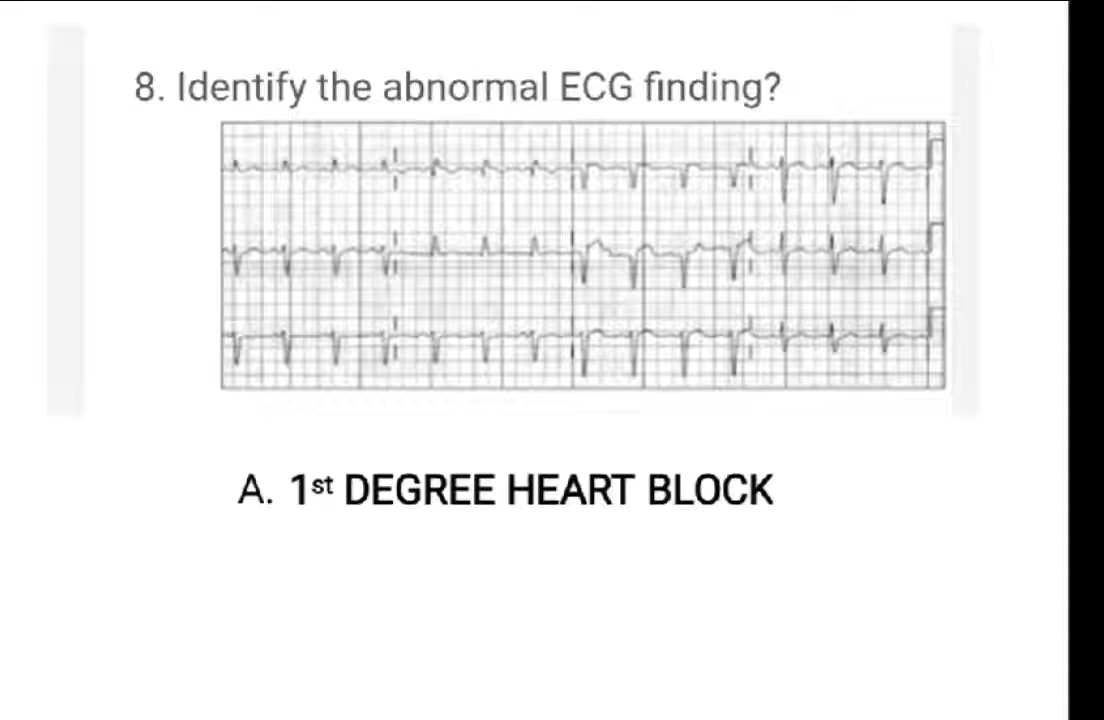 8. Identify the abnormal ECG finding?
A. 1st DEGREE HEART BLOCK